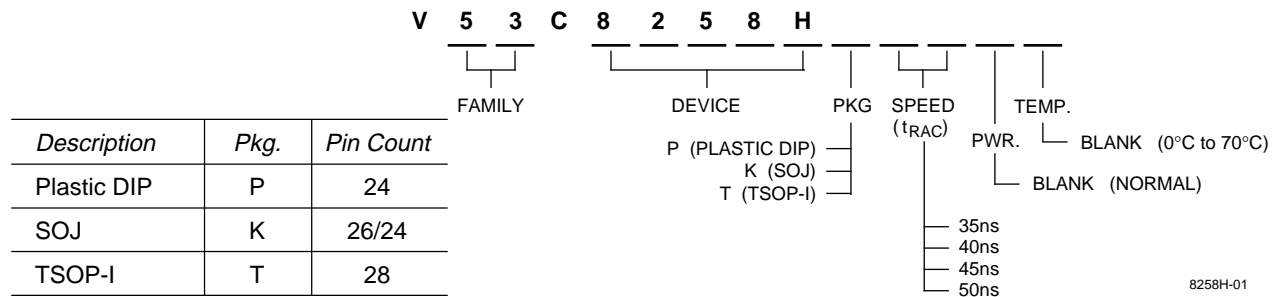 V 5 3 C 8 2 5 8 H
FAMILY DEVICE PKG SPEED TEMP.
(tRAC)
PWR.
P (PLASTIC DIP)
K (SOJ)
T (TSOP-I)
BLANK (0°C to 70°C)
BLANK (NORMAL)
35ns
40ns
45ns
50ns
Description Pkg. Pin Count
Plastic DIP P 24
SOJ K 26/24
TSOP-I T 28
8258H-01